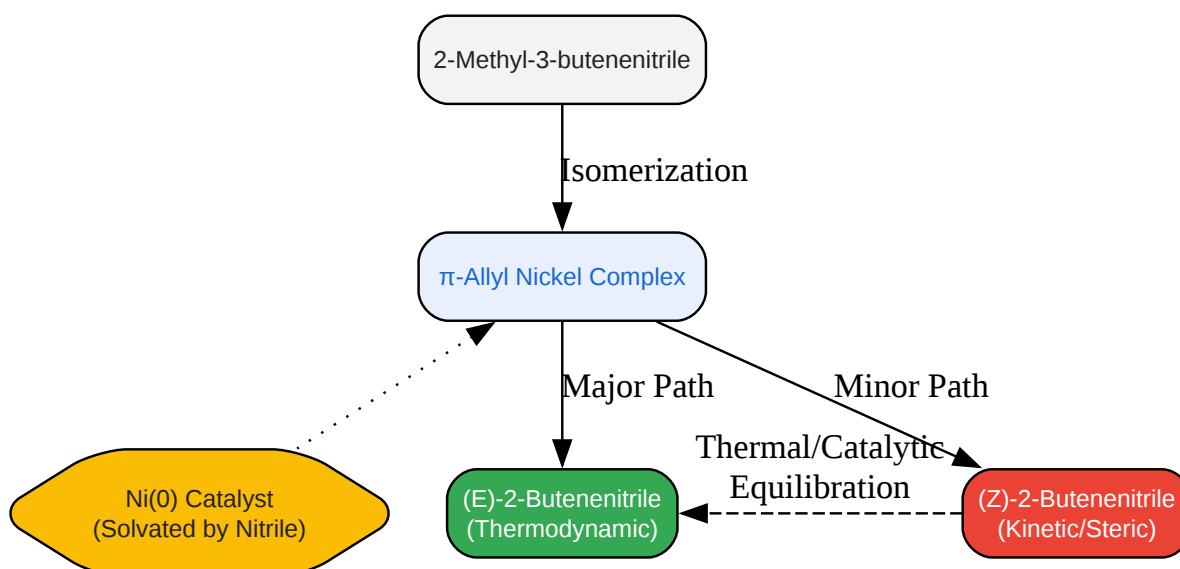 2-Methyl-3-butenenitrile
Isomerization
π-Allyl Nickel Complex
Major Path
Minor Path
Thermal/Catalytic
Equilibration
Ni(0) Catalyst
(Solvated by Nitrile)
(E)-2-Butenenitrile
(Thermodynamic)
(Z)-2-Butenenitrile
(Kinetic/Steric)